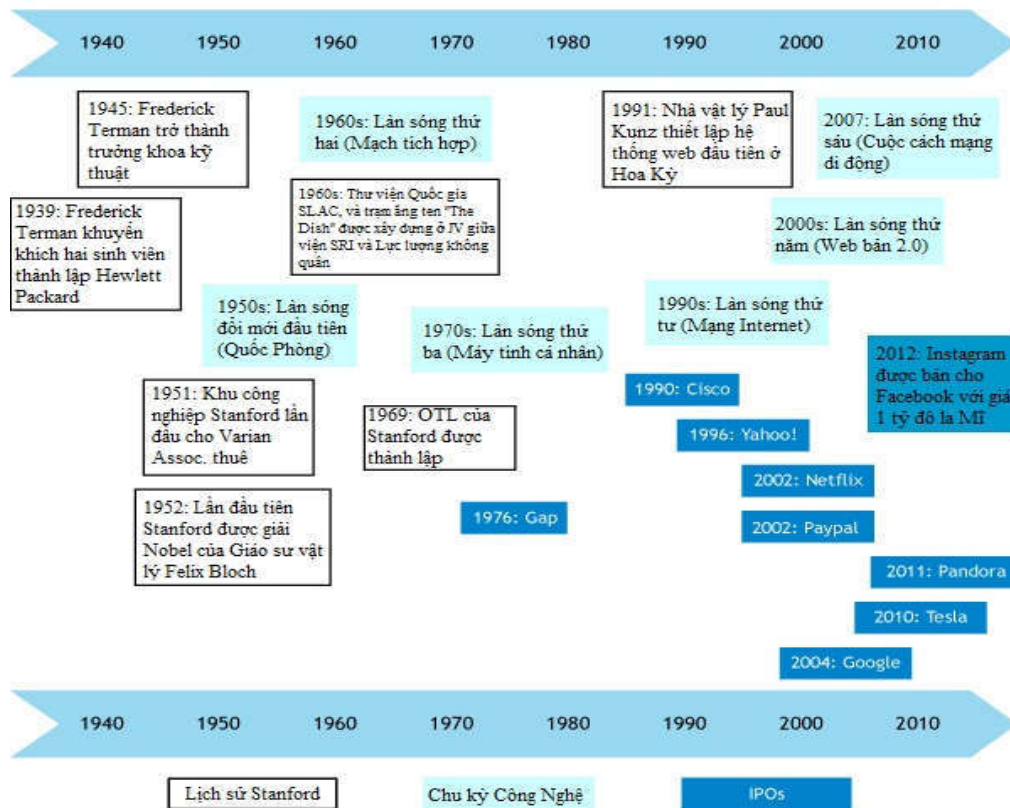 1940 1950 1960 1970 1980 1990 2000 2010
1945: Frederick
Terman trở thành
trưởng khoa kỹ
thuật
1960s: Làn sóng thứ
hai (Mạch tích hợp)
1991: Nhà vật lý Paul
Kunz thiết lập hệ
thống web đầu tiên ở
Hoa Kỳ
2007: Làn sóng thứ
sáu (Cuộc cách mạng
di động)
1939: Frederick
Terman khuyến
khích hai sinh viên
thành lập Hewlett
Packard
1960s: Thư viện Quốc gia
SLAC, và trạm ăng ten "The
Dish" được xây dựng ở JV giữa
viện SRI và Lực lượng không
quân
2000s: Làn sóng thứ
năm (Web bản 2.0)
1950s: Làn sóng
đổi mới đầu tiên
(Quốc Phòng)
1970s: Làn sóng thứ
ba (Máy tính cá nhân)
1990s: Làn sóng thứ
tư (Mạng Internet)
2012: Instagram
được bán cho
Facebook với giá
1 tỷ đô la Mĩ
1951: Khu công
nghiệp Stanford lần
đầu cho Varian
Assoc. thuê
1969: OTL của
Stanford được
thành lập
1990: Cisco
1996: Yahoo!
2002: Netflix
1952: Lần đầu tiên
Stanford được giải
Nobel của Giáo sư vật
lý Felix Bloch
1976: Gap
2002: Paypal
2011: Pandora
2010: Tesla
2004: Google
1940 1950 1960 1970 1980 1990 2000 2010
Lịch sử Stanford
Chu kỳ Công Nghệ
IPOs